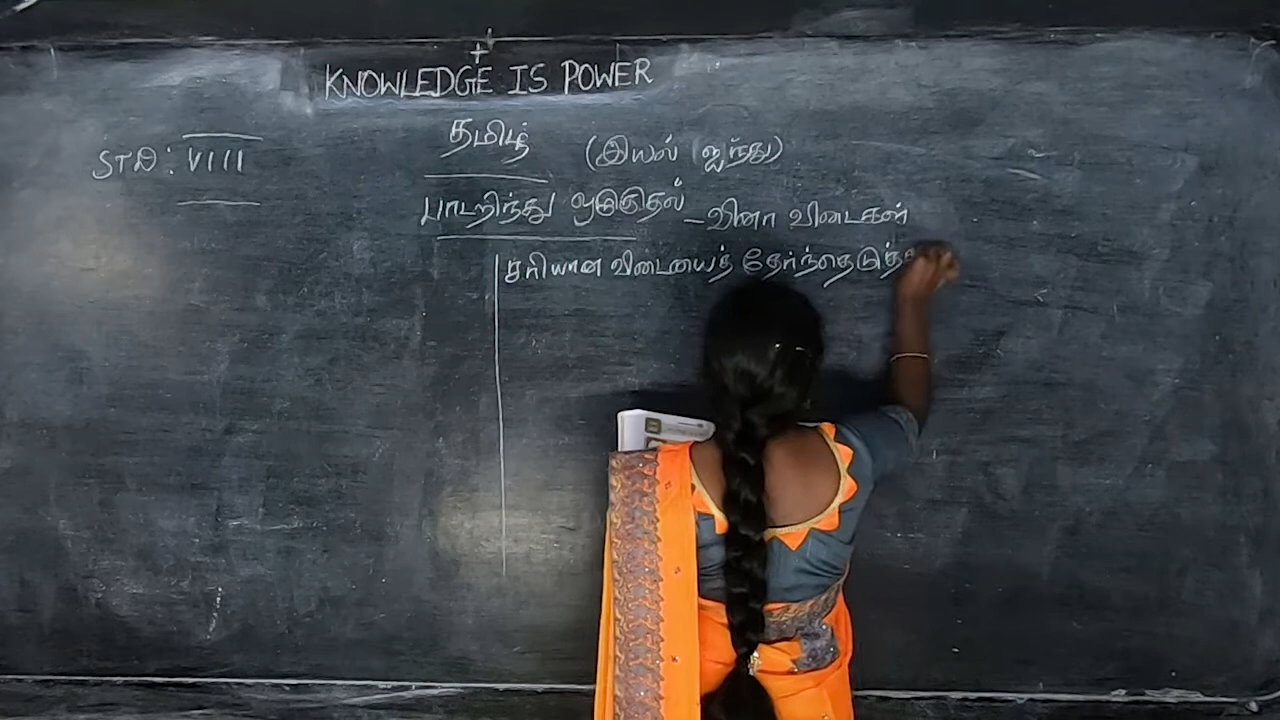 KNOWLEDGE IS POWER
தமிழ் (இயல் ஐந்து)
STD: VIII
பாடறிந்து ஒழுகுதல் - வினா விடைகள்
சரியான விடையைத்